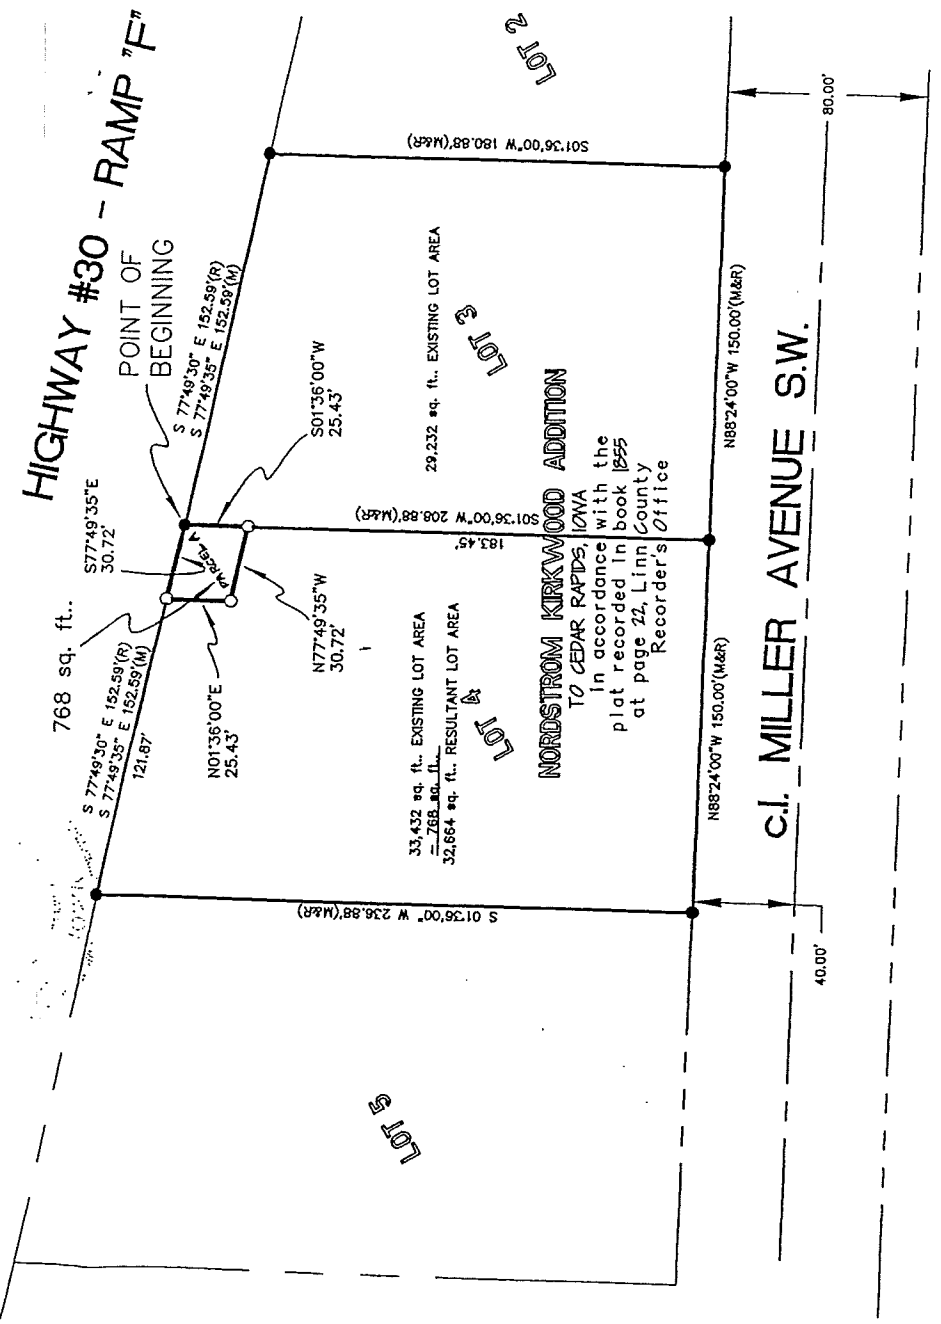 HIGHWAY #30 - RAMP "F"
POINT OF
BEGINNING
768 sq. ft..
S77°49'35"E
30.72'
S 77°49'30" E 152.59'(R)
S 77°49'35" E 152.59'(M)
S 77°49'30" E 152.59'(R)
S 77°49'35" E 152.59'(M)
121.87'
PARCEL A
N01°36'00"E
25.43'
N77°49'35"W
30.72'
S01°36'00"W
25.43'
LOT 2
S01°36'00"W 180.88'(M&R)
29,232 sq. ft.. EXISTING LOT AREA
LOT 3
S01°36'00"W 208.88'(M&R)
183.45'
33,432 sq. ft.. EXISTING LOT AREA
- 768 sq. ft..
32,664 sq. ft.. RESULTANT LOT AREA
LOT 4
NORDSTROM KIRKWOOD ADDITION
TO CEDAR RAPIDS, IOWA
in accordance with the
plat recorded in book 1855
at page 22, Linn County
Recorder's Office
S 01°36'00" W 236.88'(M&R)
LOT 5
N88°24'00"W 150.00'(M&R)
N88°24'00"W 150.00'(M&R)
c.l. MILLER AVENUE S.W.
40.00'
80.00'